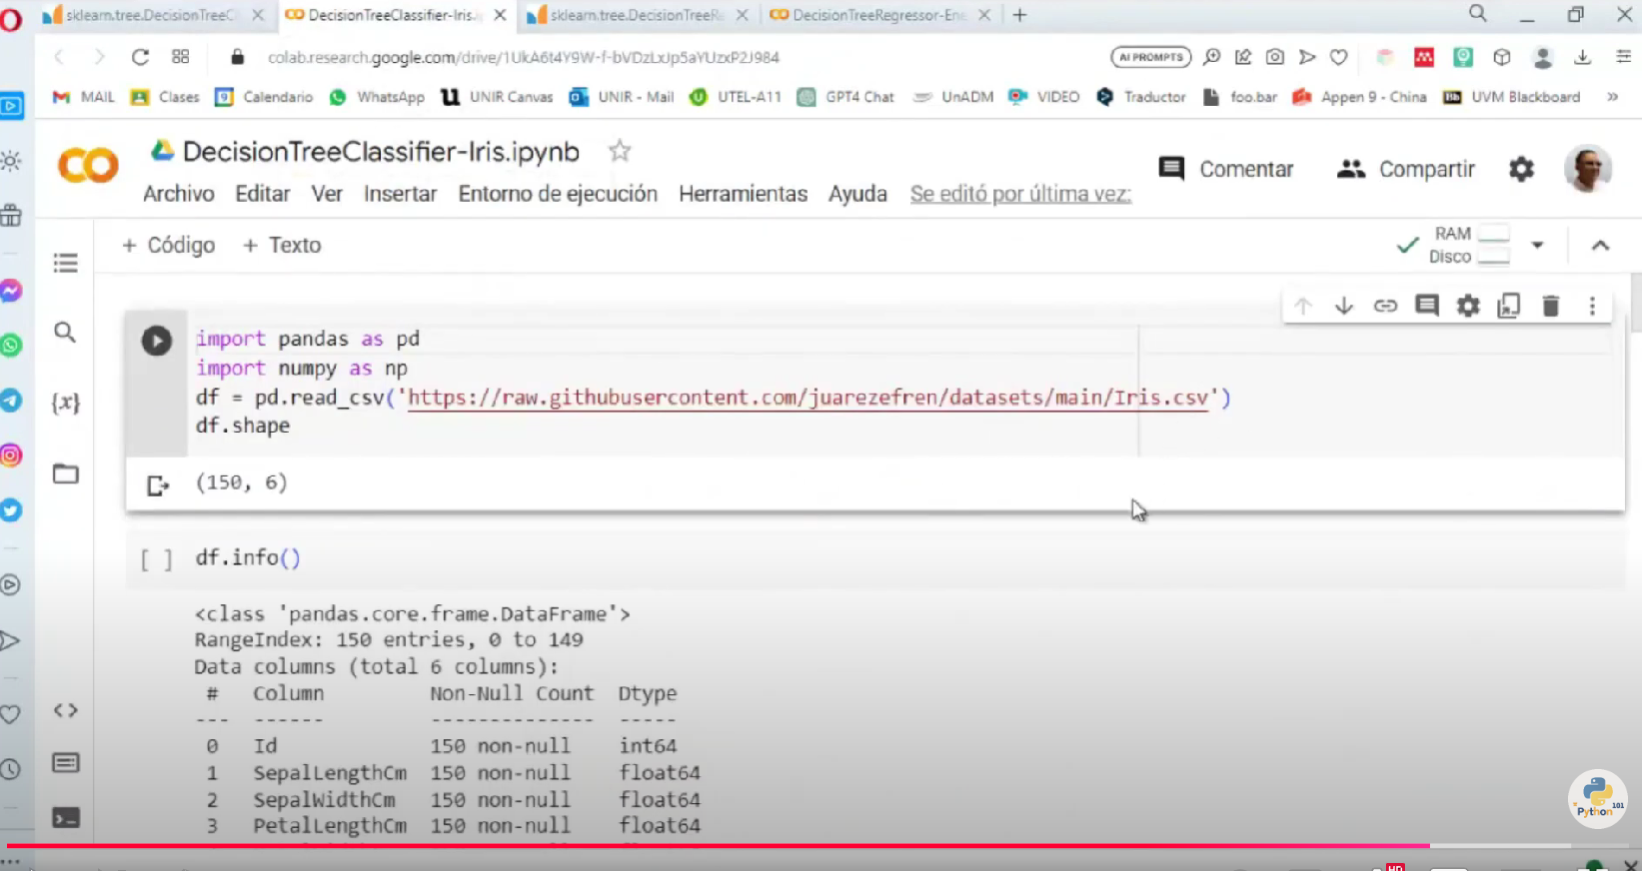 sklearn.tree.DecisionTreeC
DecisionTreeClassifier-Iris.i
sklearn.tree.DecisionTreeRe
DecisionTreeRegressor-Ene
colab.research.google.com/drive/1UkA6t4Y9W-f-bVDzLxJp5aYUzxP2J984
AI PROMPTS
MAIL Clases Calendario WhatsApp UNIR Canvas UNIR - Mail UTEL-A11 GPT4 Chat UnADM VIDEO Traductor foo.bar Appen 9 - China UVM Blackboard »
DecisionTreeClassifier-Iris.ipynb
Comentar Compartir
Archivo Editar Ver Insertar Entorno de ejecución Herramientas Ayuda Se editó por última vez:
+ Código + Texto
RAM
Disco
import pandas as pd
import numpy as np
df = pd.read_csv('https://raw.githubusercontent.com/juarezefren/datasets/main/Iris.csv')
df.shape
(150, 6)
[ ] df.info()
<class 'pandas.core.frame.DataFrame'>
RangeIndex: 150 entries, 0 to 149
Data columns (total 6 columns):
# Column Non-Null Count Dtype
--- ------ -------------- -----
0 Id 150 non-null int64
1 SepalLengthCm 150 non-null float64
2 SepalWidthCm 150 non-null float64
3 PetalLengthCm 150 non-null float64
Python 101
HD